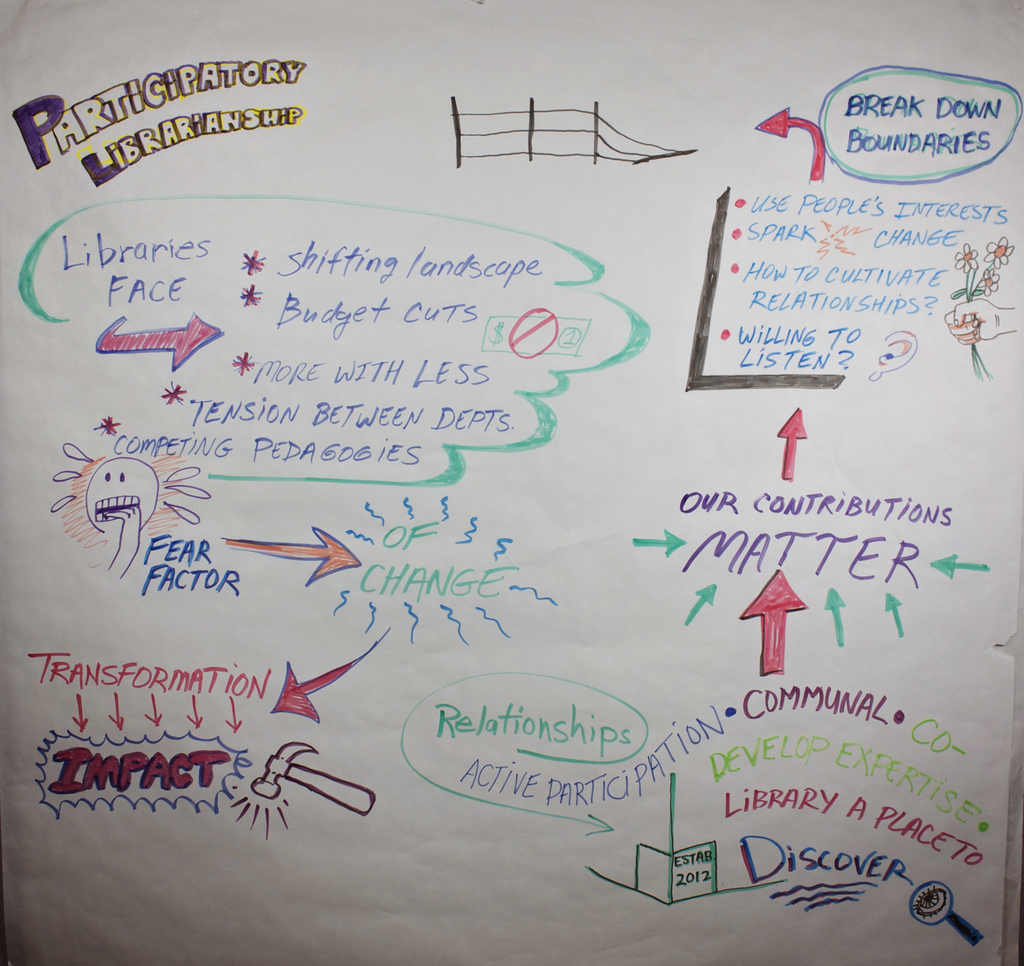 PARTICIPATORY
LIBRARIANSHIP
BREAK DOWN
BOUNDARIES
• USE PEOPLE'S INTERESTS
• SPARK CHANGE
• HOW TO CULTIVATE
RELATIONSHIPS?
• WILLING TO
LISTEN?
Libraries
FACE
* shifting landscape
* Budget cuts
$ 1
* MORE WITH LESS
* TENSION BETWEEN DEPTS.
* COMPETING PEDAGOGIES
FEAR
FACTOR
OF
CHANGE
OUR CONTRIBUTIONS
MATTER
TRANSFORMATION
IMPACT
Relationships
ACTIVE PARTICIPATION • COMMUNAL • CO-
DEVELOP EXPERTISE •
LIBRARY A PLACE TO
DISCOVER
ESTAB.
2012